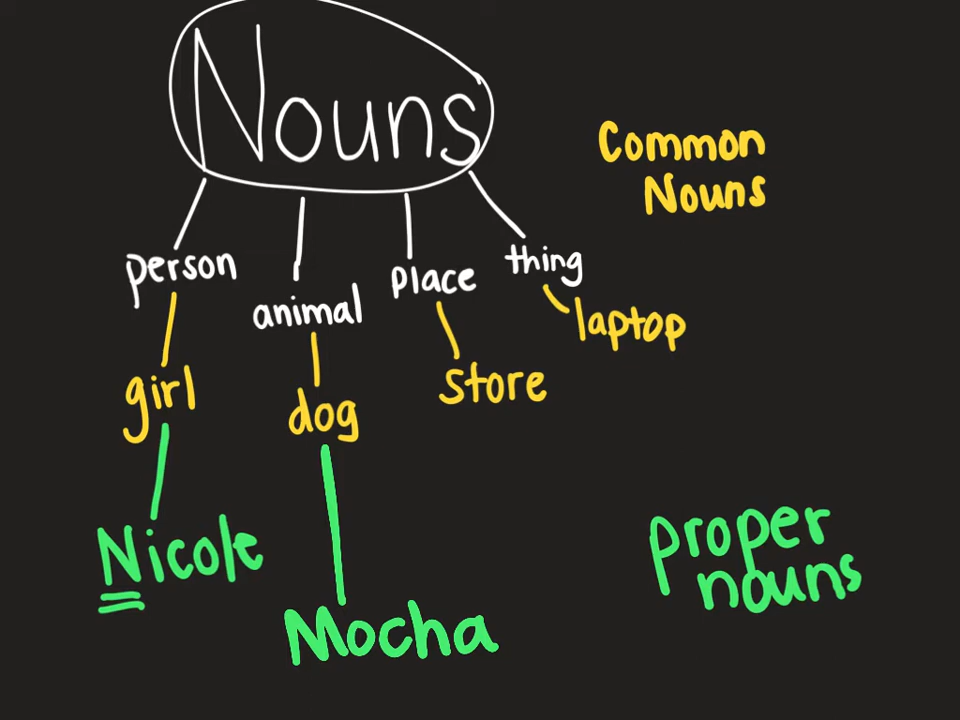 Nouns
Common
Nouns
person
animal
place
thing
laptop
girl
dog
store
Nicole
Mocha
proper
nouns